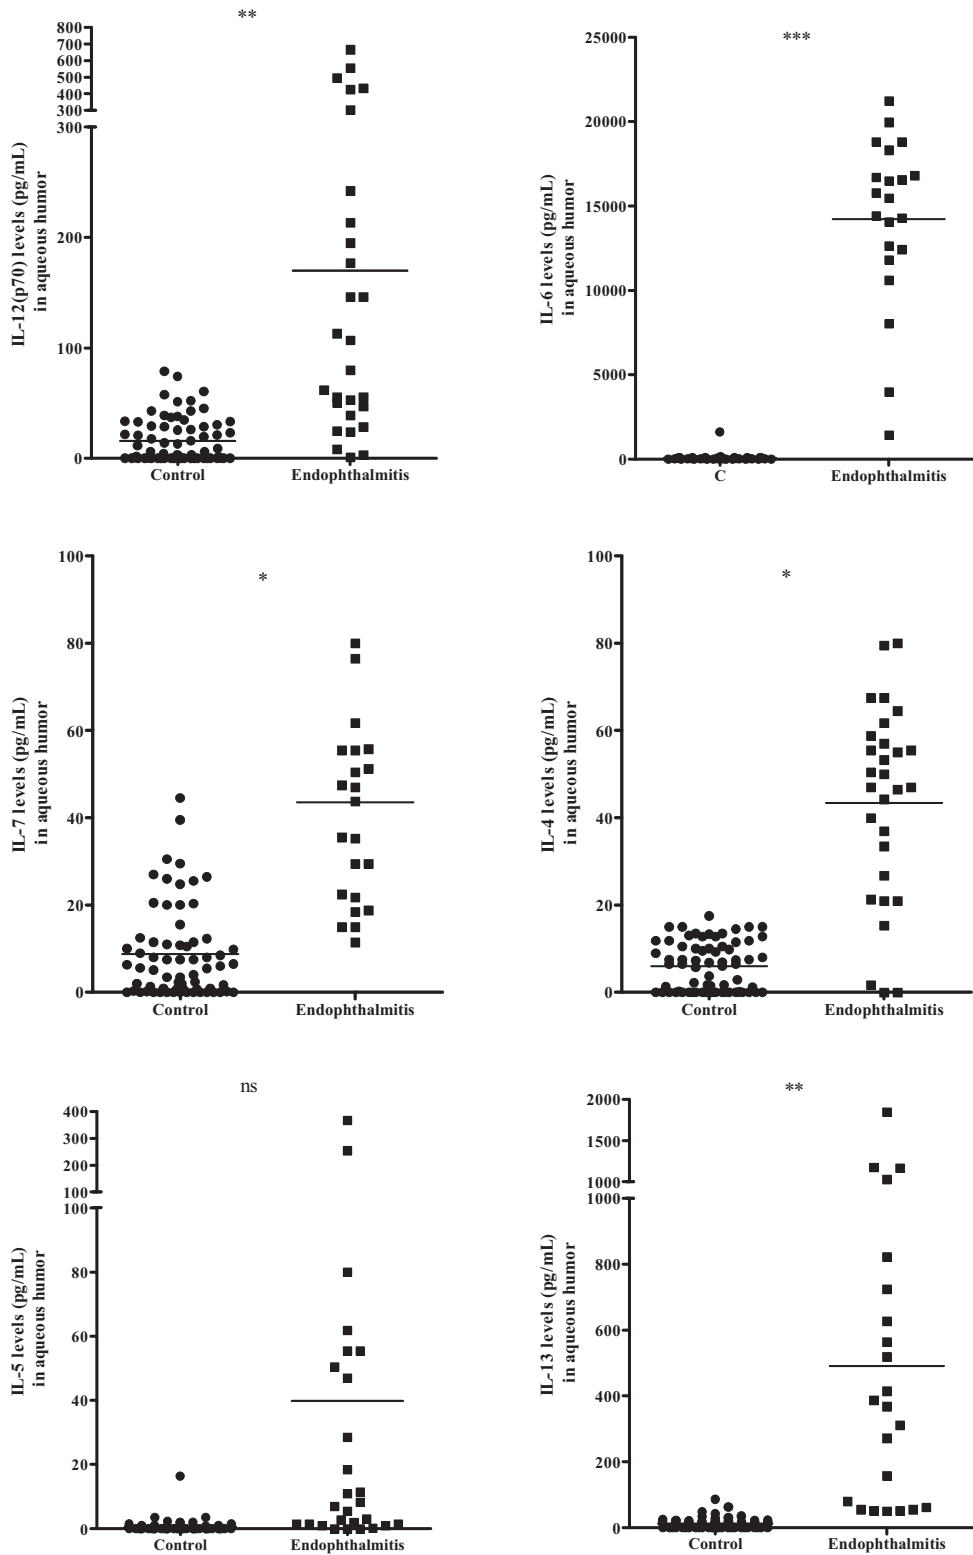 **
800
700
600
500
400
300
300
200
100
0
IL-12(p70) levels (pg/mL)
in aqueous humor
Control
Endophthalmitis
***
25000
20000
15000
10000
5000
0
IL-6 levels (pg/mL)
in aqueous humor
C
Endophthalmitis
*
100
80
60
40
20
0
IL-7 levels (pg/mL)
in aqueous humor
Control
Endophthalmitis
*
100
80
60
40
20
0
IL-4 levels (pg/mL)
in aqueous humor
Control
Endophthalmitis
ns
400
300
200
100
100
80
60
40
20
0
IL-5 levels (pg/mL)
in aqueous humor
Control
Endophthalmitis
**
2000
1500
1000
1000
800
600
400
200
0
IL-13 levels (pg/mL)
in aqueous humor
Control
Endophthalmitis